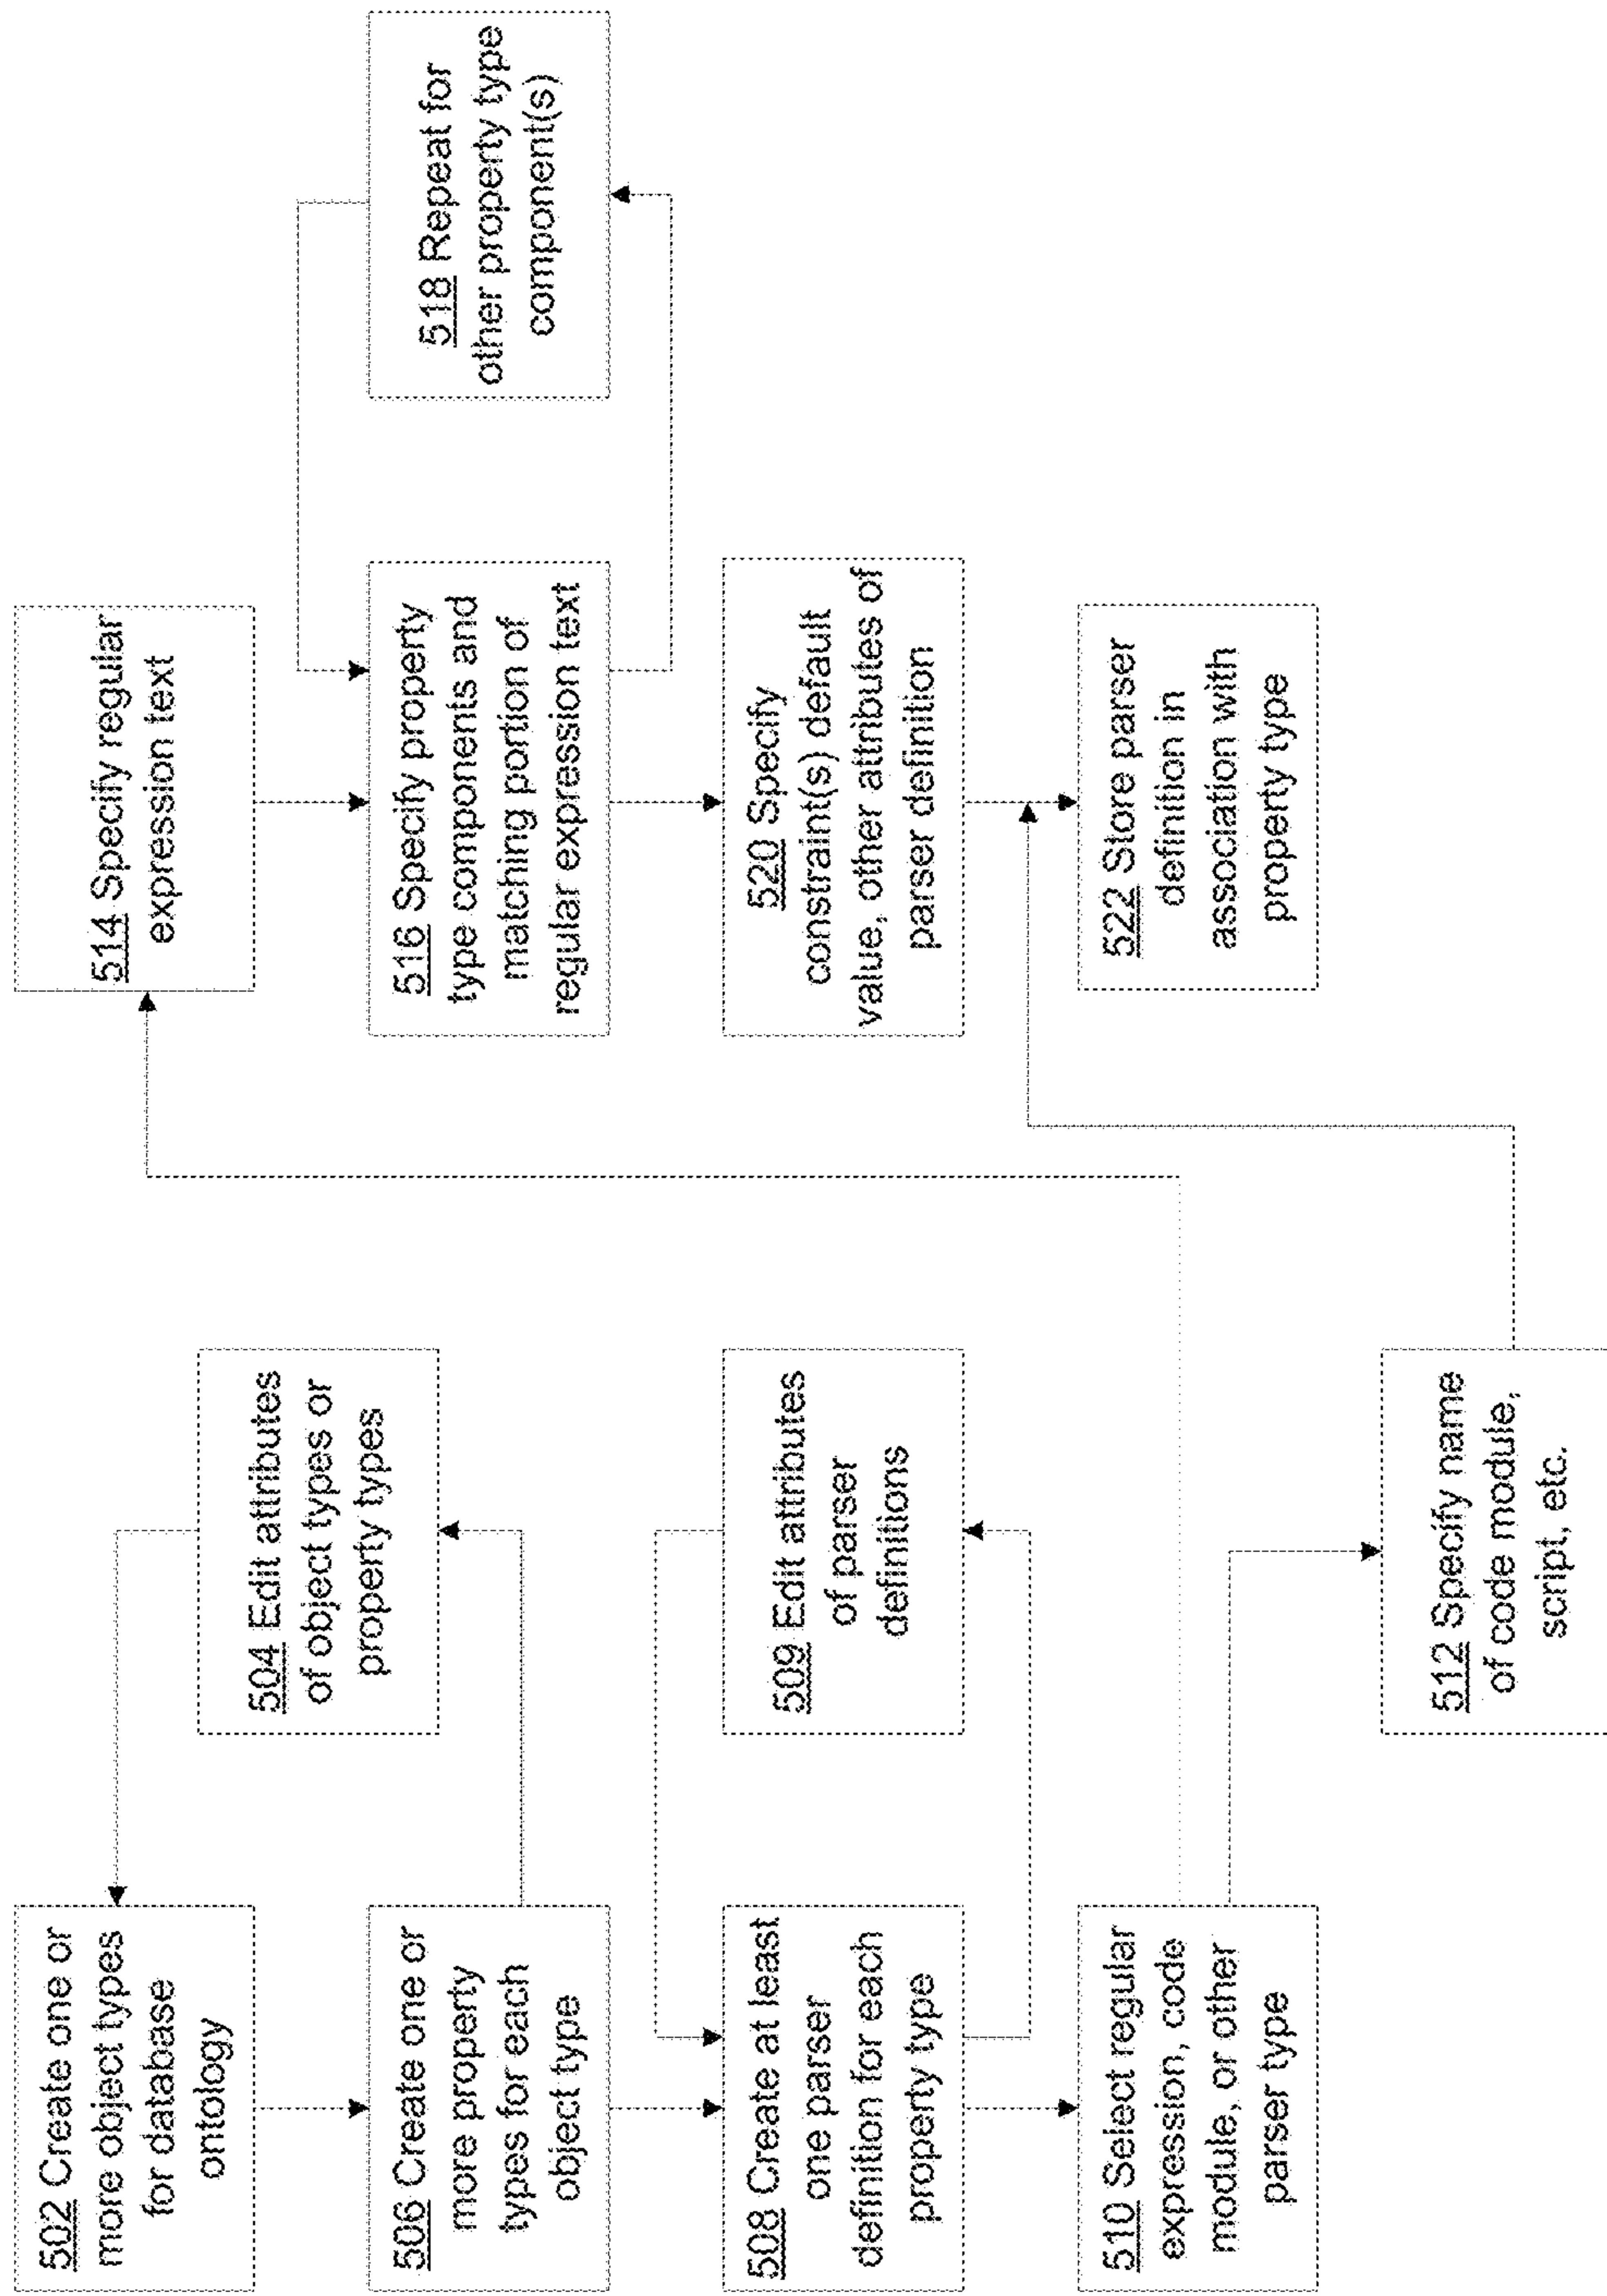 502 Create one or
more object types
for database
ontology
504 Edit attributes
of object types or
property types
506 Create one or
more property
types for each
object type
508 Create at least
one parser
definition for each
property type
509 Edit attributes
of parser
definitions
510 Select regular
expression, code
module, or other
parser type
512 Specify name
of code module,
script, etc.
514 Specify regular
expression text
516 Specify property
type components and
matching portion of
regular expression text
518 Repeat for
other property type
component(s)
520 Specify
constraint(s) default
value, other attributes of
parser definition
522 Store parser
definition in
association with
property type